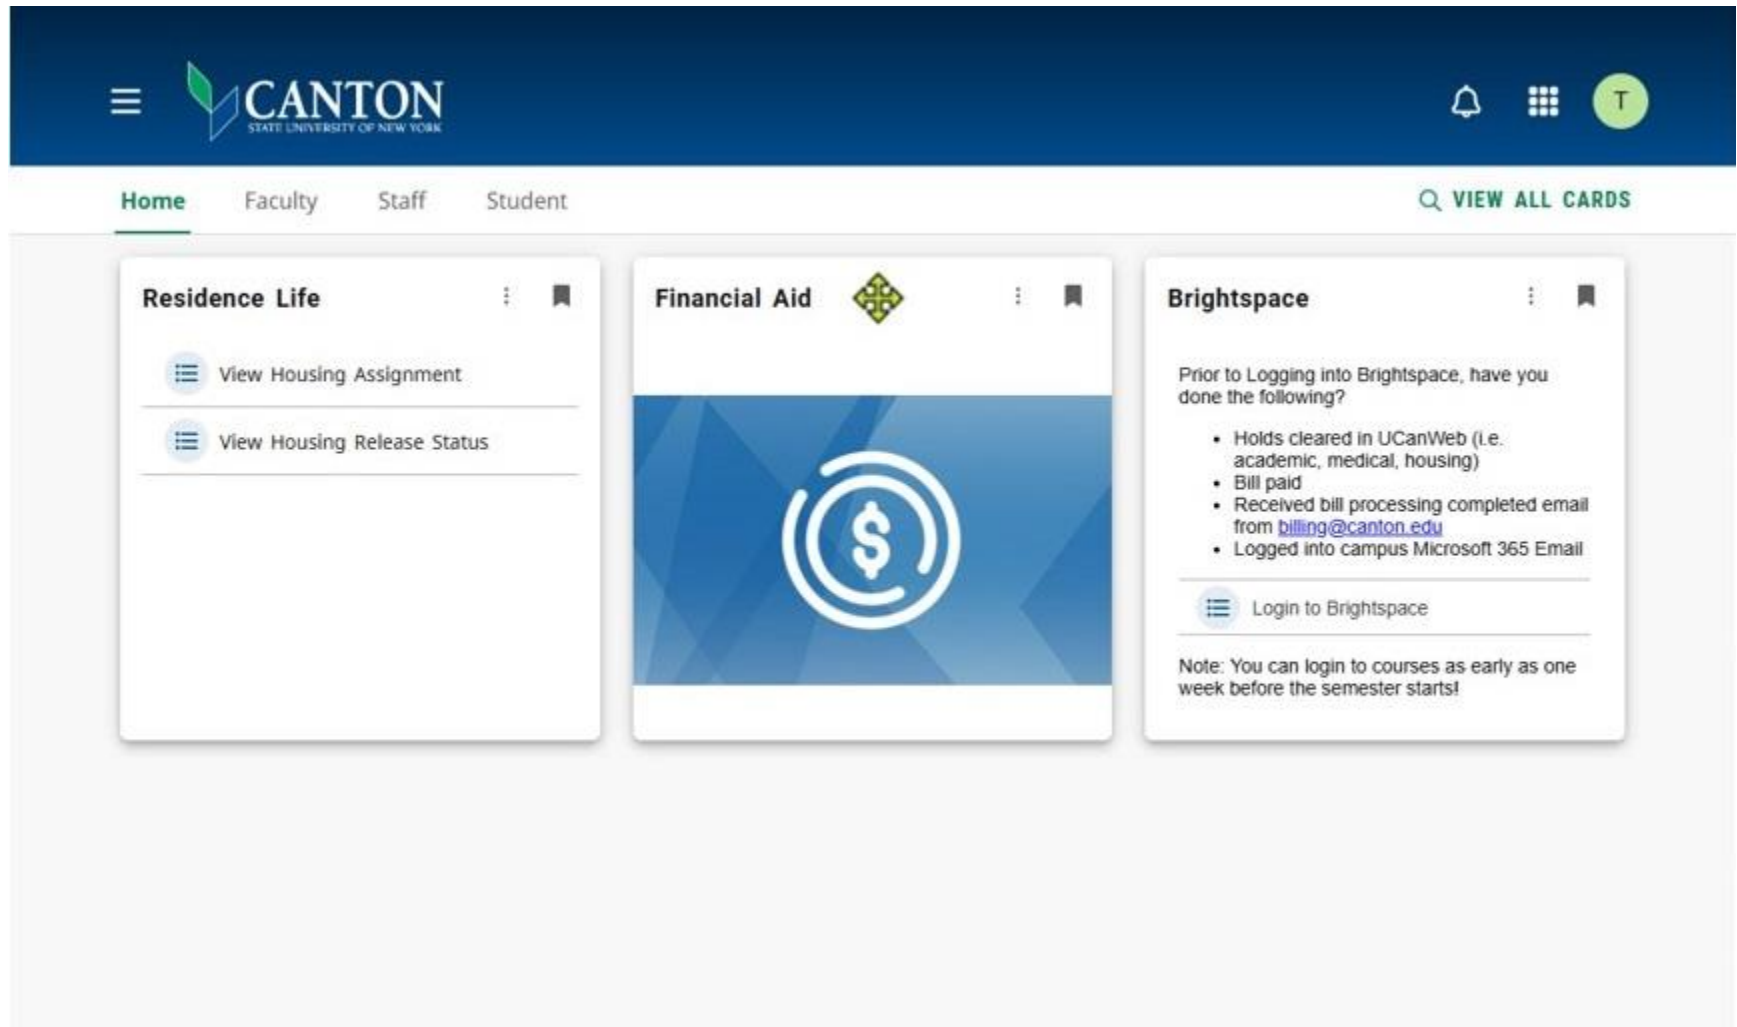 CANTON
STATE UNIVERSITY OF NEW YORK
T
Home Faculty Staff Student
VIEW ALL CARDS
Residence Life
View Housing Assignment
View Housing Release Status
Financial Aid
$
Brightspace
Prior to Logging into Brightspace, have you
done the following?
• Holds cleared in UCanWeb (i.e.
academic, medical, housing)
• Bill paid
• Received bill processing completed email
from billing@canton.edu
• Logged into campus Microsoft 365 Email
Login to Brightspace
Note: You can login to courses as early as one
week before the semester starts!